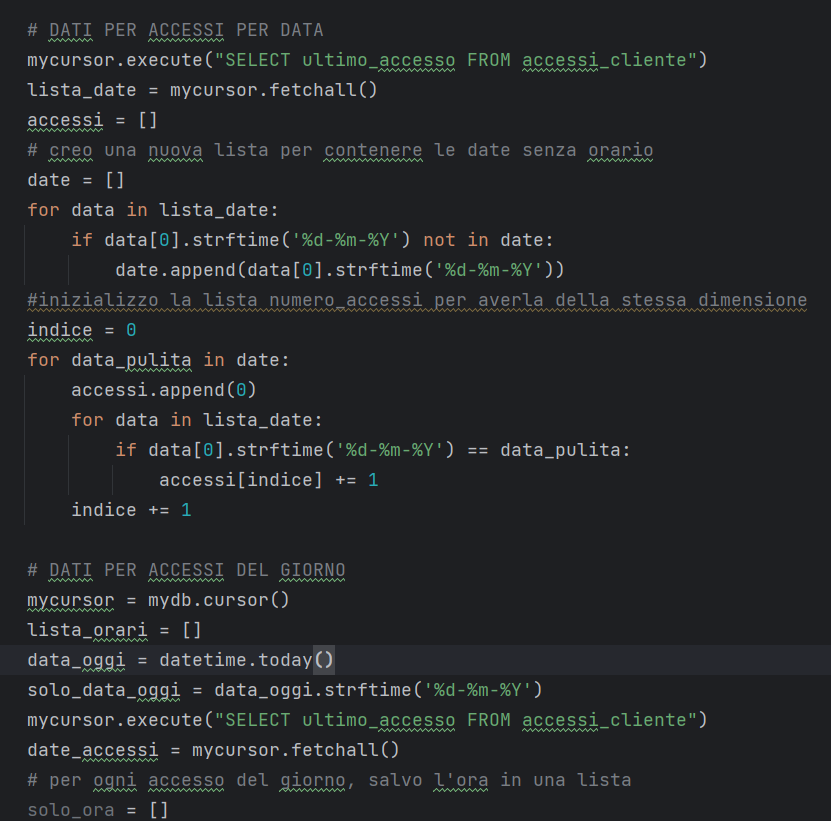 # DATI PER ACCESSI PER DATA
mycursor.execute("SELECT ultimo_accesso FROM accessi_cliente")
lista_date = mycursor.fetchall()
accessi = []
# creo una nuova lista per contenere le date senza orario
date = []
for data in lista_date:
    if data[0].strftime('%d-%m-%Y') not in date:
        date.append(data[0].strftime('%d-%m-%Y'))
#inizializzo la lista numero_accessi per averla della stessa dimensione
indice = 0
for data_pulita in date:
    accessi.append(0)
    for data in lista_date:
        if data[0].strftime('%d-%m-%Y') == data_pulita:
            accessi[indice] += 1
    indice += 1

# DATI PER ACCESSI DEL GIORNO
mycursor = mydb.cursor()
lista_orari = []
data_oggi = datetime.today()
solo_data_oggi = data_oggi.strftime('%d-%m-%Y')
mycursor.execute("SELECT ultimo_accesso FROM accessi_cliente")
date_accessi = mycursor.fetchall()
# per ogni accesso del giorno, salvo l'ora in una lista
solo_ora = []